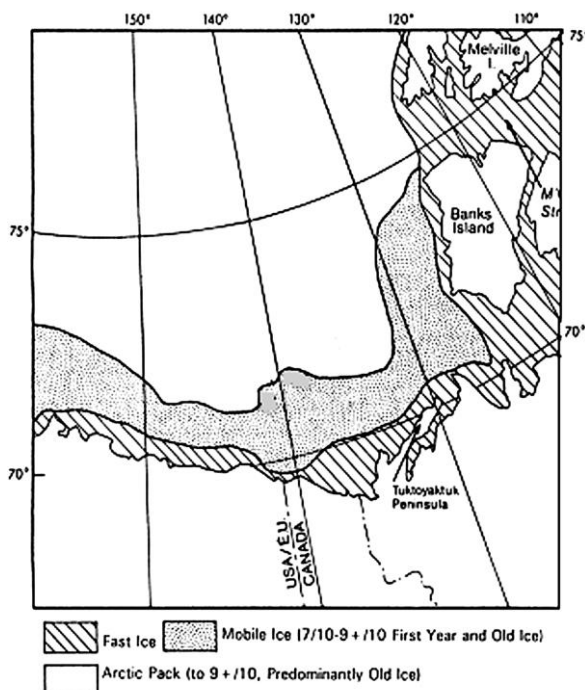 150°
140°
130°
120°
110°
75°
Melville
I.
Banks
Island
75°
70°
70°
Tuktoyaktuk
Peninsula
USA/E.U.
CANADA
Fast Ice
Mobile Ice (7/10-9+/10 First Year and Old Ice)
Arctic Pack (to 9+/10, Predominantly Old Ice)